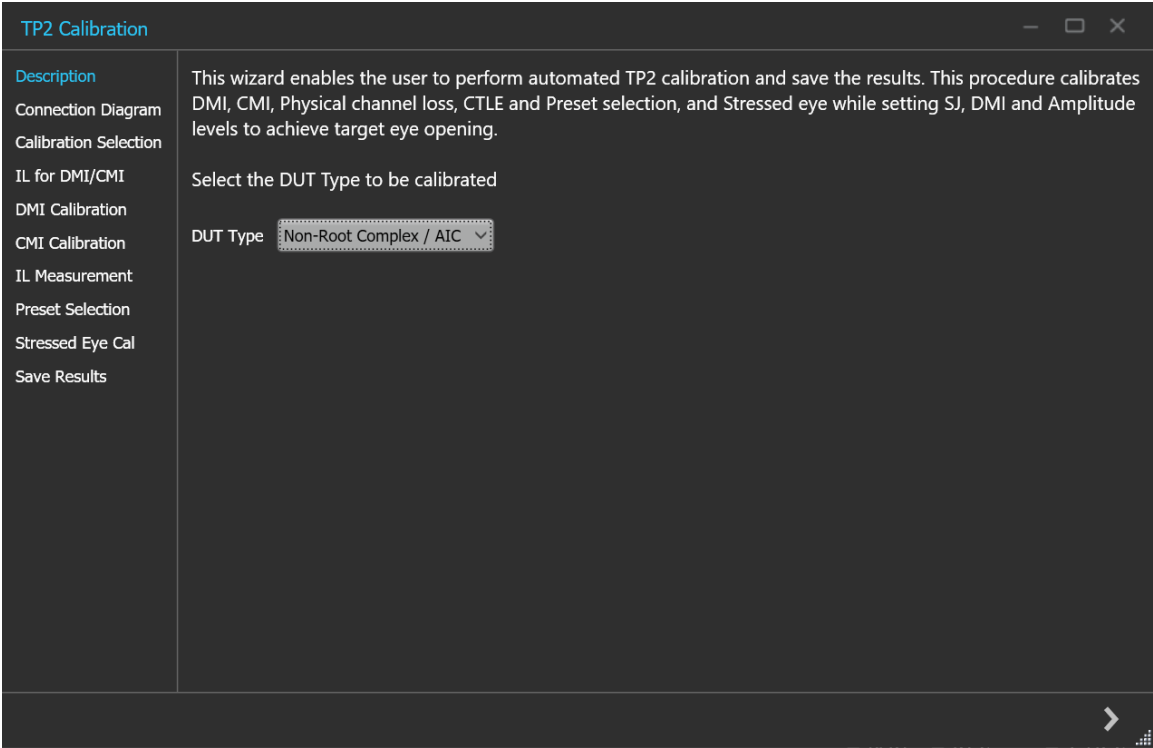 TP2 Calibration
Description
Connection Diagram
Calibration Selection
IL for DMI/CMI
DMI Calibration
CMI Calibration
IL Measurement
Preset Selection
Stressed Eye Cal
Save Results
This wizard enables the user to perform automated TP2 calibration and save the results. This procedure calibrates
DMI, CMI, Physical channel loss, CTLE and Preset selection, and Stressed eye while setting SJ, DMI and Amplitude
levels to achieve target eye opening.
Select the DUT Type to be calibrated
DUT Type Non-Root Complex / AIC